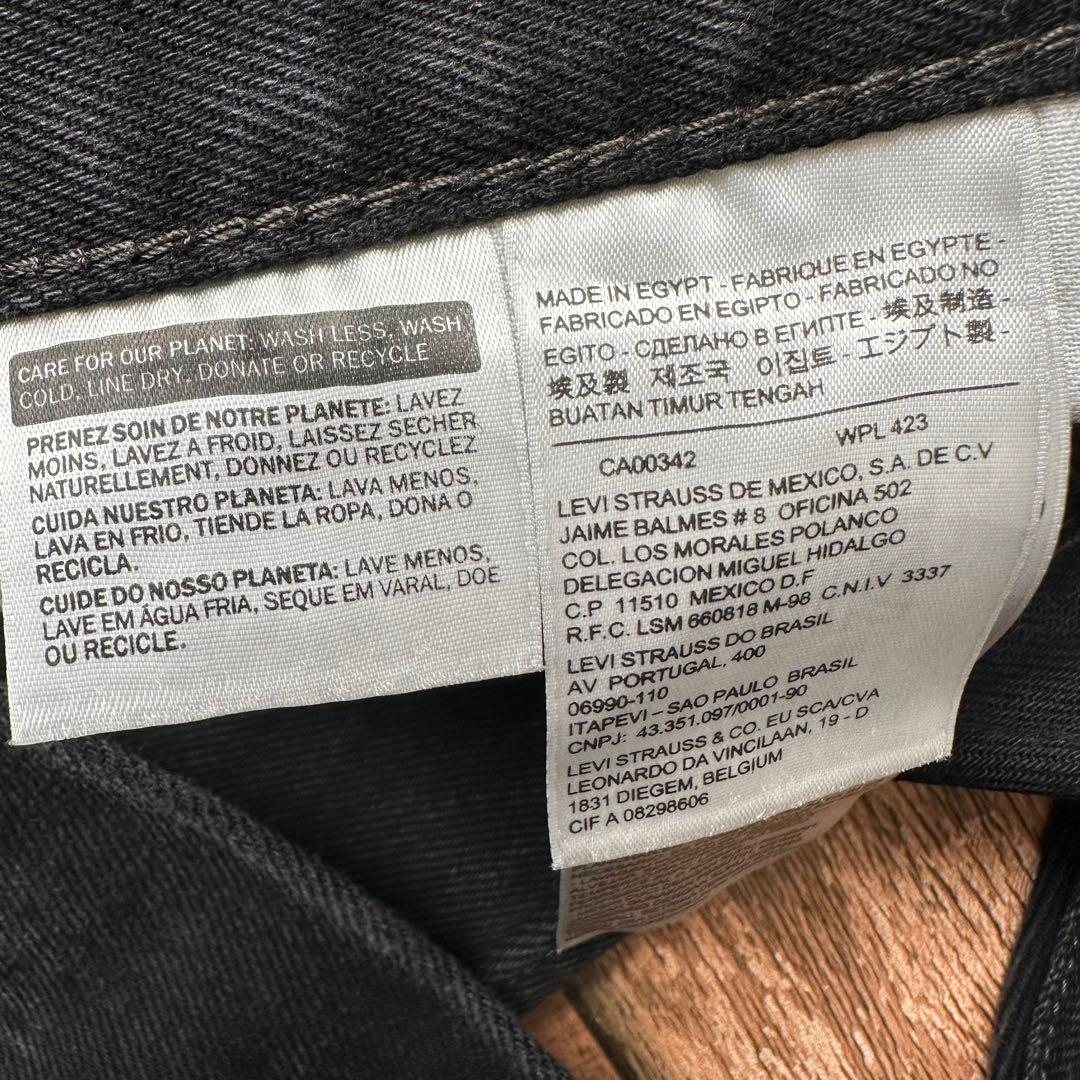 CARE FOR OUR PLANET: WASH LESS, WASH
COLD, LINE DRY, DONATE OR RECYCLE
PRENEZ SOIN DE NOTRE PLANETE: LAVEZ
MOINS, LAVEZ A FROID, LAISSEZ SECHER
NATURELLEMENT, DONNEZ OU RECYCLEZ
CUIDA NUESTRO PLANETA: LAVA MENOS,
LAVA EN FRIO, TIENDE LA ROPA, DONA O
RECICLA.
CUIDE DO NOSSO PLANETA: LAVE MENOS,
LAVE EM ÁGUA FRIA, SEQUE EM VARAL, DOE
OU RECICLE.
MADE IN EGYPT - FABRIQUE EN EGYPTE -
FABRICADO EN EGIPTO - FABRICADO NO
EGITO - СДЕЛАНО В ЕГИПТЕ - 埃及制造 -
埃及製 제조국 이집트 - エジプト製 -
BUATAN TIMUR TENGAH
CA00342 WPL 423
LEVI STRAUSS DE MEXICO, S.A. DE C.V
JAIME BALMES # 8 OFICINA 502
COL. LOS MORALES POLANCO
DELEGACION MIGUEL HIDALGO
C.P 11510 MEXICO D.F
R.F.C. LSM 660818 M-98 C.N.I.V 3337
LEVI STRAUSS DO BRASIL
AV PORTUGAL, 400
06990-110
ITAPEVI – SAO PAULO BRASIL
CNPJ: 43.351.097/0001-90
LEVI STRAUSS & CO. EU SCA/CVA
LEONARDO DA VINCILAAN, 19 - D
1831 DIEGEM, BELGIUM
CIF A 08298606